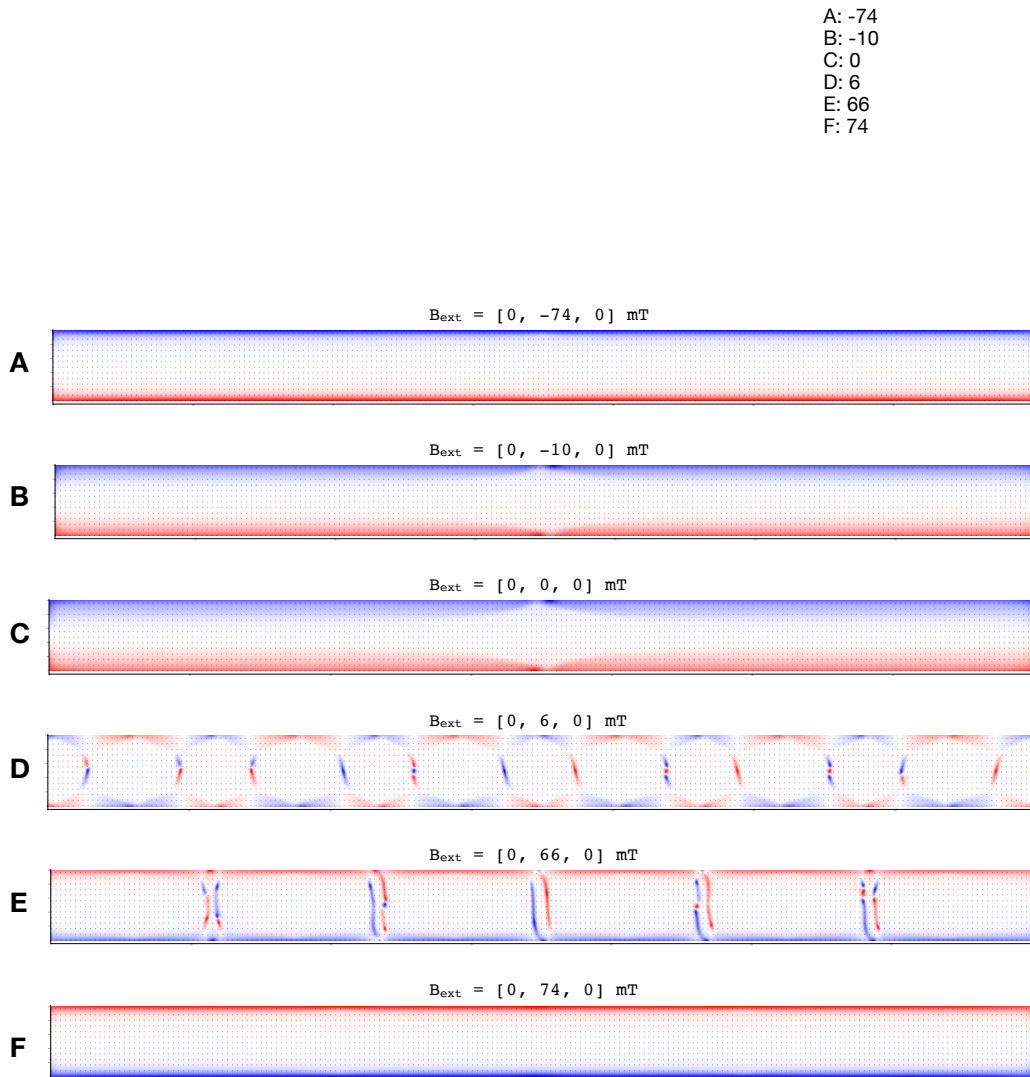 A: -74
B: -10
C: 0
D: 6
E: 66
F: 74
Bext = [0, -74, 0] mT
A
Bext = [0, -10, 0] mT
B
Bext = [0, 0, 0] mT
C
Bext = [0, 6, 0] mT
D
Bext = [0, 66, 0] mT
E
Bext = [0, 74, 0] mT
F